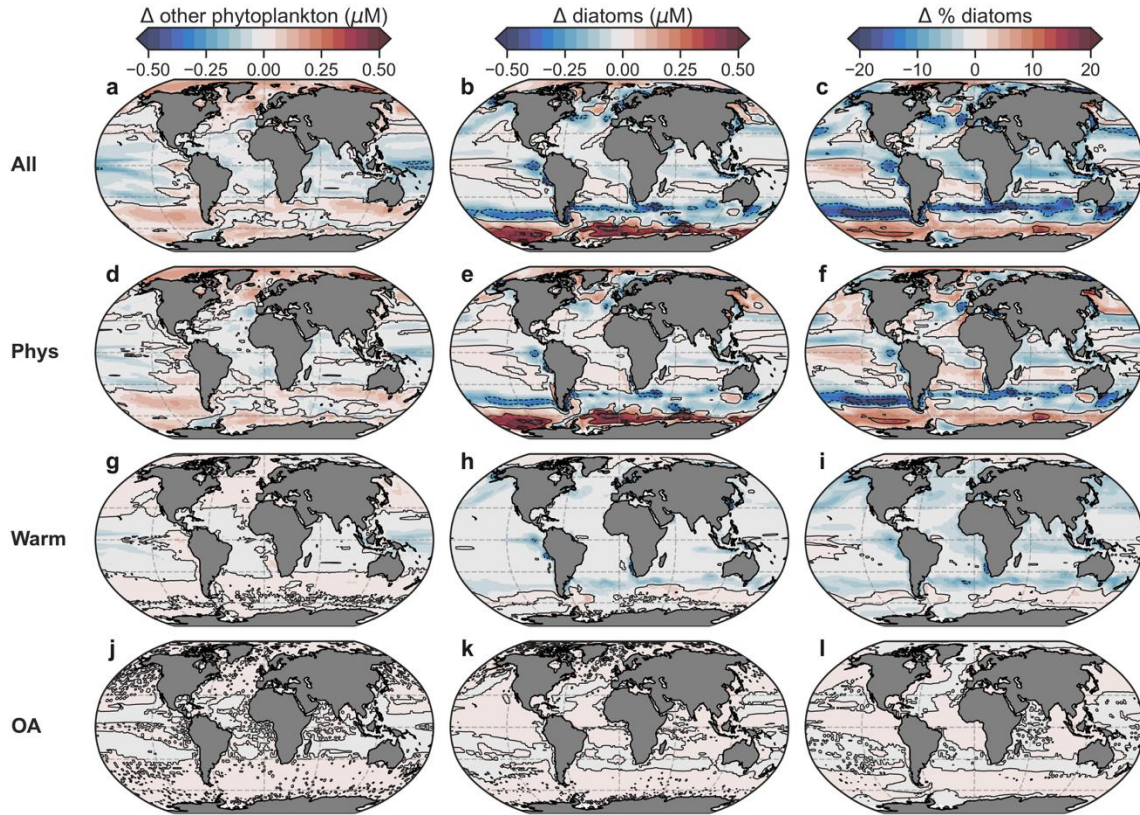 Δ other phytoplankton (μM) Δ diatoms (μM) Δ % diatoms
−0.50 −0.25 0.00 0.25 0.50 −0.50 −0.25 0.00 0.25 0.50 −20 −10 0 10 20
a b c
All
d e f
Phys
g h i
Warm
j k l
OA